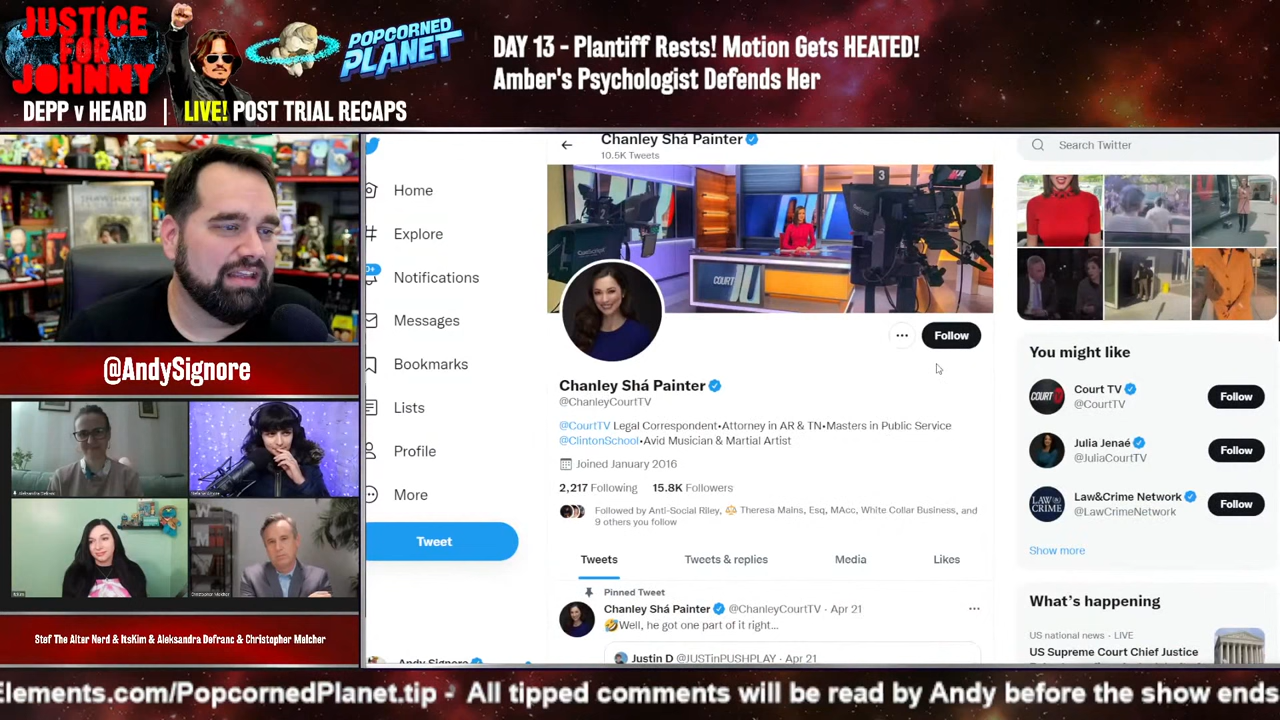 JUSTICE
FOR
JOHNNY
DEPP v HEARD | LIVE! POST TRIAL RECAPS
POPCORNED
PLANET
DAY 13 - Plantiff Rests! Motion Gets HEATED!
Amber's Psychologist Defends Her
@AndySignore
Stef The Alter Nerd & ItsKim & Aleksandra Defranc & Christopher Melcher
Home
Explore
Notifications
Messages
Bookmarks
Lists
Profile
More
Tweet
Andy Signore
Chanley Shá Painter
10.5K Tweets
3
COURT
Follow
Chanley Shá Painter
@ChanleyCourtTV
@CourtTV Legal Correspondent•Attorney in AR & TN•Masters in Public Service
@ClintonSchool•Avid Musician & Martial Artist
Joined January 2016
2,217 Following 15.8K Followers
Followed by Anti-Social Riley, Theresa Mains, Esq, MAcc, White Collar Business, and
9 others you follow
Tweets Tweets & replies Media Likes
Pinned Tweet
Chanley Shá Painter @ChanleyCourtTV · Apr 21
🤣Well, he got one part of it right...
Justin D @JUSTinPUSHPLAY · Apr 21
Search Twitter
You might like
COURT
Court TV
@CourtTV
Follow
Julia Jenaé
@JuliaCourtTV
Follow
LAW&
CRIME
Law&Crime Network
@LawCrimeNetwork
Follow
Show more
What's happening
US national news · LIVE
US Supreme Court Chief Justice
Elements.com/PopcornedPlanet.tip - All tipped comments will be read by Andy before the show ends